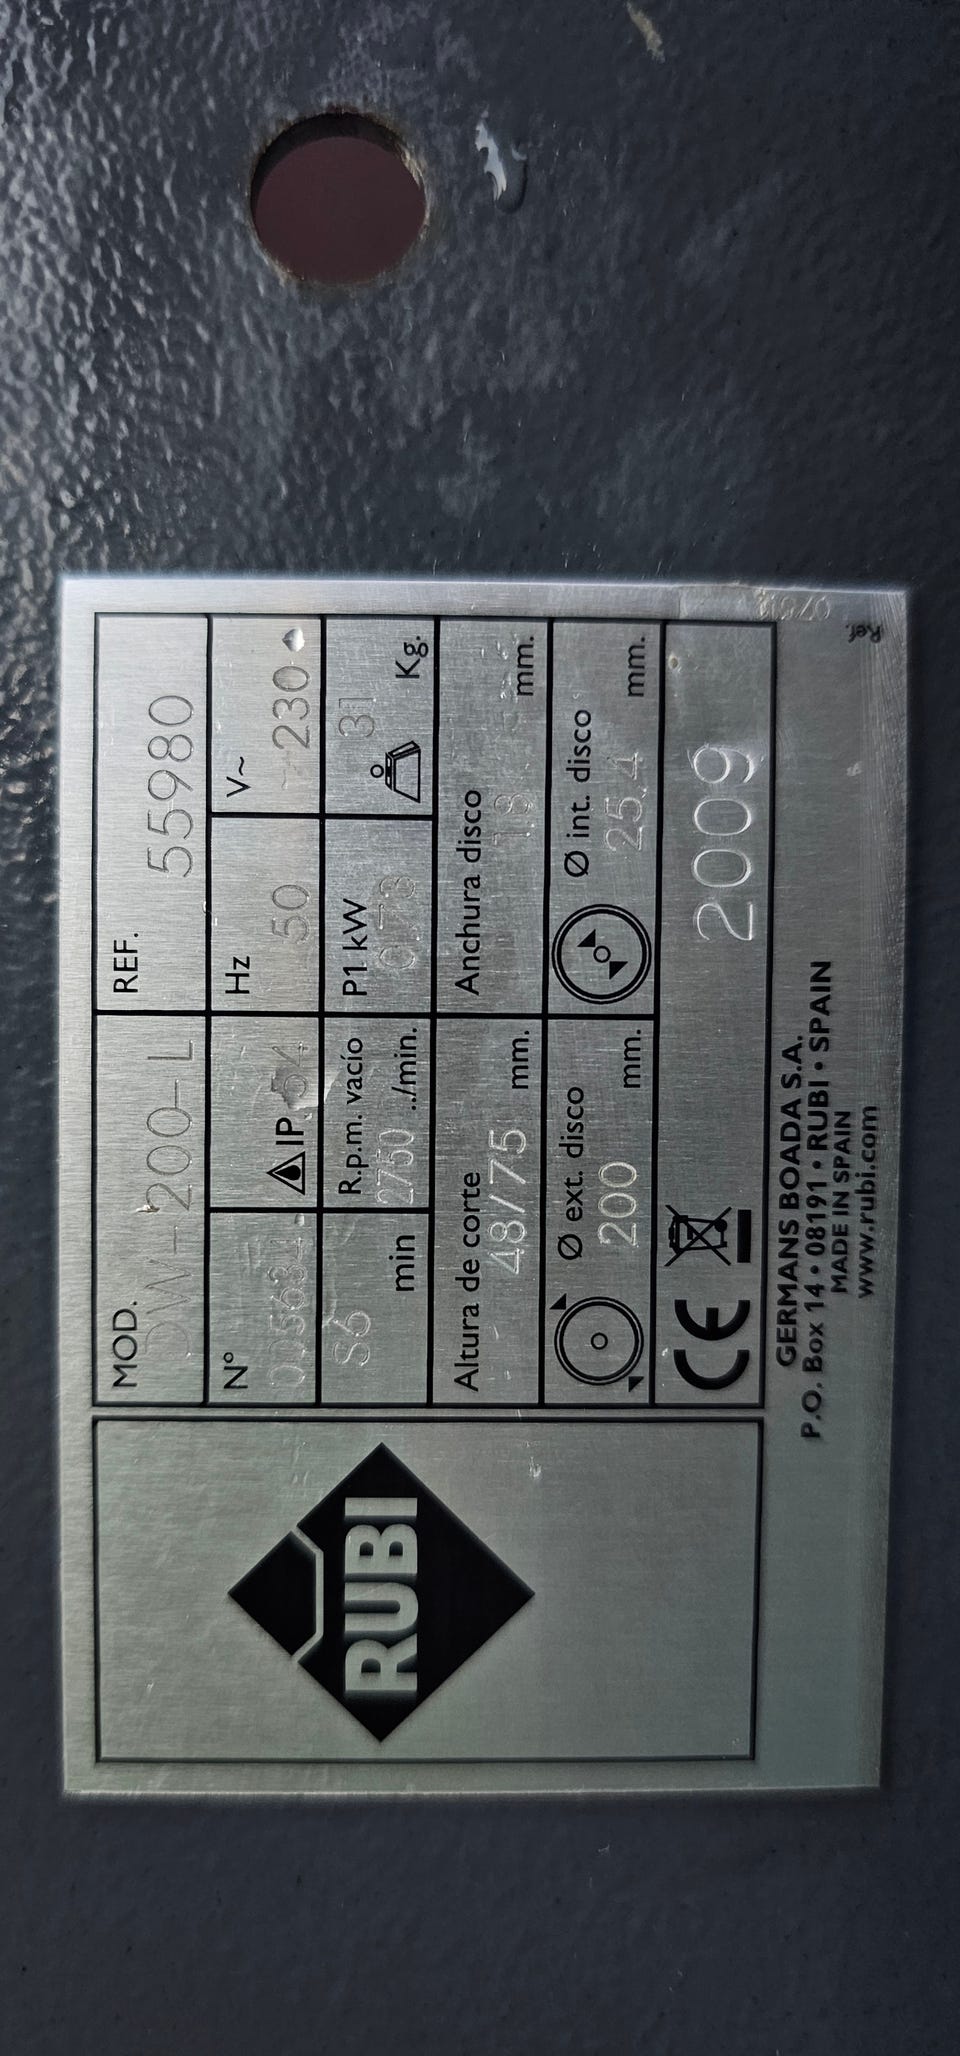 RUBI
MOD. REF.
DW-200-L 55980
Nº IP 54 Hz 50 V~ 230
S6 min
R.p.m. vacío
2750 ../min.
P1 kW
31 Kg.
Altura de corte
48/75 mm.
Anchura disco
mm.
Ø ext. disco
200 mm.
Ø int. disco
25.4 mm.
CE 2009
GERMANS BOADA S.A.
P.O. Box 14 • 08191 • RUBI • SPAIN
MADE IN SPAIN
www.rubi.com
Ref.